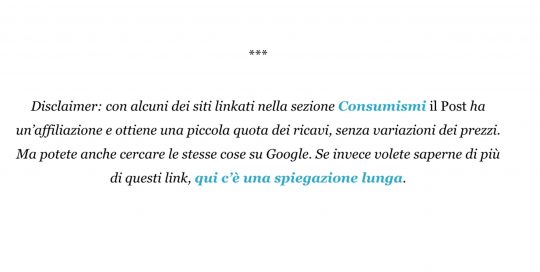 ***
Disclaimer: con alcuni dei siti linkati nella sezione Consumismi il Post ha
un’affiliazione e ottiene una piccola quota dei ricavi, senza variazioni dei prezzi.
Ma potete anche cercare le stesse cose su Google. Se invece volete saperne di più
di questi link, qui c’è una spiegazione lunga.